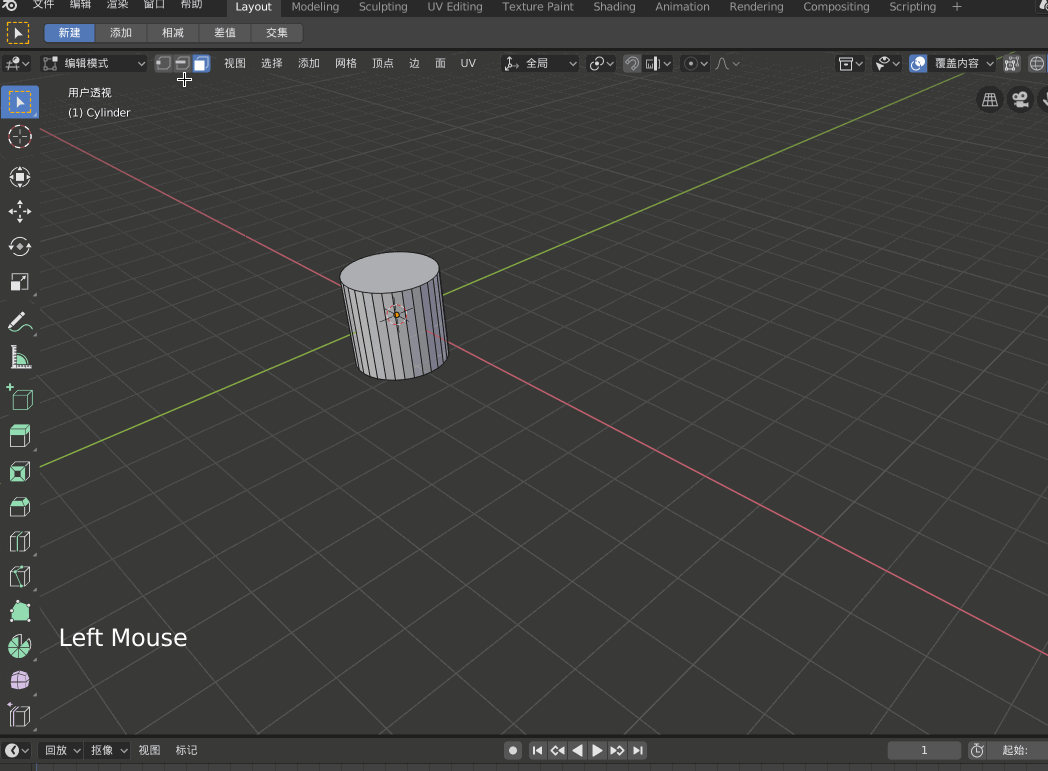 文件 编辑 渲染 窗口 帮助 Layout Modeling Sculpting UV Editing Texture Paint Shading Animation Rendering Compositing Scripting +
新建 添加 相减 差值 交集
编辑模式 视图 选择 添加 网格 顶点 边 面 UV 全局 覆盖内容
用户透视
(1) Cylinder
Left Mouse
回放 抠像 视图 标记 1 起始: